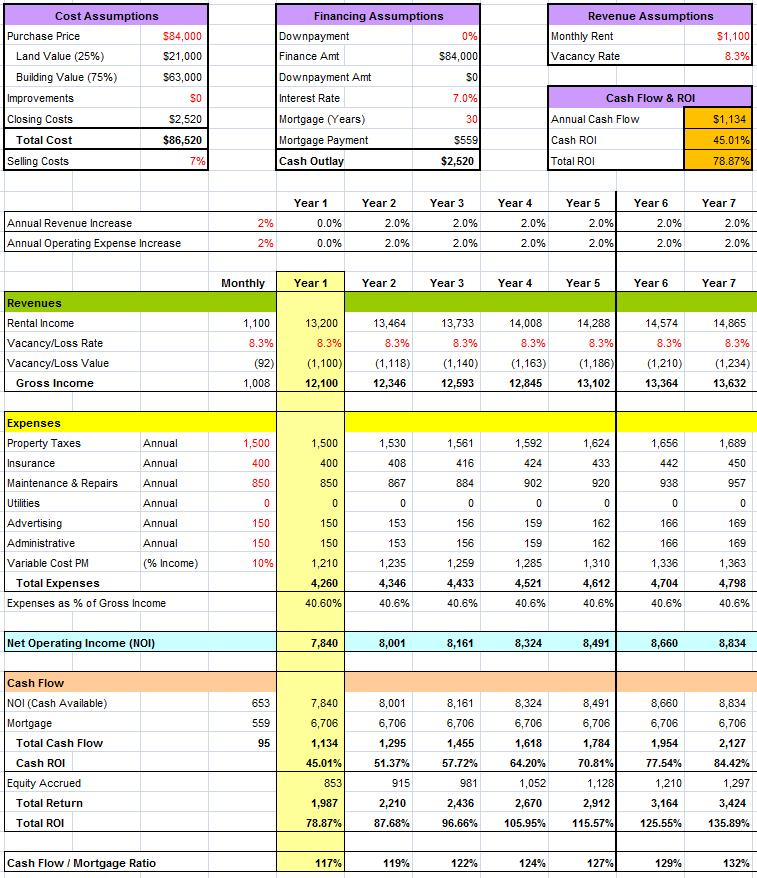 Cost Assumptions Financing Assumptions Revenue Assumptions
Purchase Price $84,000 Downpayment 0% Monthly Rent $1,100
Land Value (25%) $21,000 Finance Amt $84,000 Vacancy Rate 8.3%
Building Value (75%) $63,000 Downpayment Amt $0
Improvements $0 Interest Rate 7.0% Cash Flow & ROI
Closing Costs $2,520 Mortgage (Years) 30 Annual Cash Flow $1,134
Total Cost $86,520 Mortgage Payment $559 Cash ROI 45.01%
Selling Costs 7% Cash Outlay $2,520 Total ROI 78.87%
Year 1 Year 2 Year 3 Year 4 Year 5 Year 6 Year 7
Annual Revenue Increase 2% 0.0% 2.0% 2.0% 2.0% 2.0% 2.0% 2.0%
Annual Operating Expense Increase 2% 0.0% 2.0% 2.0% 2.0% 2.0% 2.0% 2.0%
Monthly Year 1 Year 2 Year 3 Year 4 Year 5 Year 6 Year 7
Revenues
Rental Income 1,100 13,200 13,464 13,733 14,008 14,288 14,574 14,865
Vacancy/Loss Rate 8.3% 8.3% 8.3% 8.3% 8.3% 8.3% 8.3% 8.3%
Vacancy/Loss Value (92) (1,100) (1,118) (1,140) (1,163) (1,186) (1,210) (1,234)
Gross Income 1,008 12,100 12,346 12,593 12,845 13,102 13,364 13,632
Expenses
Property Taxes Annual 1,500 1,500 1,530 1,561 1,592 1,624 1,656 1,689
Insurance Annual 400 400 408 416 424 433 442 450
Maintenance & Repairs Annual 850 850 867 884 902 920 938 957
Utilities Annual 0 0 0 0 0 0 0 0
Advertising Annual 150 150 153 156 159 162 166 169
Administrative Annual 150 150 153 156 159 162 166 169
Variable Cost PM (% Income) 10% 1,210 1,235 1,259 1,285 1,310 1,336 1,363
Total Expenses 4,260 4,346 4,433 4,521 4,612 4,704 4,798
Expenses as % of Gross Income 40.60% 40.6% 40.6% 40.6% 40.6% 40.6% 40.6%
Net Operating Income (NOI) 7,840 8,001 8,161 8,324 8,491 8,660 8,834
Cash Flow
NOI (Cash Available) 653 7,840 8,001 8,161 8,324 8,491 8,660 8,834
Mortgage 559 6,706 6,706 6,706 6,706 6,706 6,706 6,706
Total Cash Flow 95 1,134 1,295 1,455 1,618 1,784 1,954 2,127
Cash ROI 45.01% 51.37% 57.72% 64.20% 70.81% 77.54% 84.42%
Equity Accrued 853 915 981 1,052 1,128 1,210 1,297
Total Return 1,987 2,210 2,436 2,670 2,912 3,164 3,424
Total ROI 78.87% 87.68% 96.66% 105.95% 115.57% 125.55% 135.89%
Cash Flow / Mortgage Ratio 117% 119% 122% 124% 127% 129% 132%